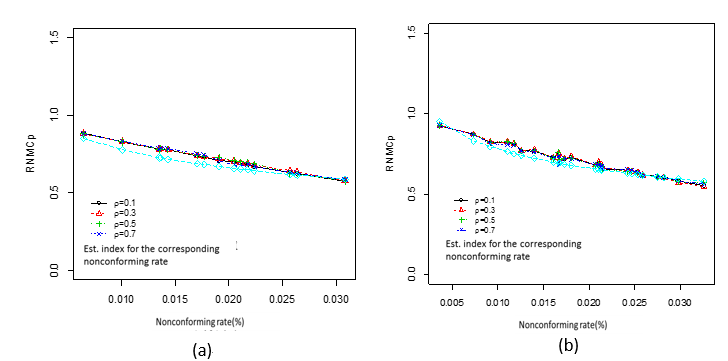 1.5
1.0
0.5
0.0
RNMCp
ρ=0.1
ρ=0.3
ρ=0.5
ρ=0.7
Est. index for the corresponding
nonconforming rate
0.010 0.015 0.020 0.025 0.030
Nonconforming rate(%)
(a)
1.5
1.0
0.5
0.0
RNMCp
ρ=0.1
ρ=0.3
ρ=0.5
ρ=0.7
Est. index for the corresponding
nonconforming rate
0.005 0.010 0.015 0.020 0.025 0.030
Nonconforming rate(%)
(b)